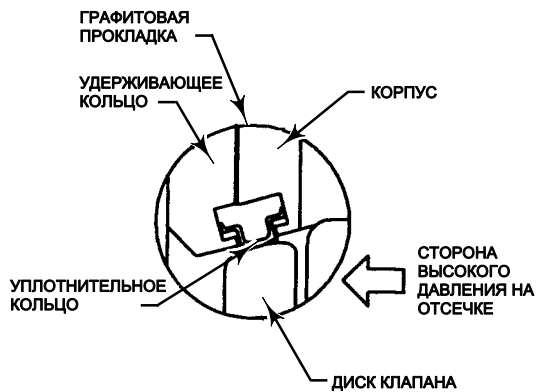 ГРАФИТОВАЯ
ПРОКЛАДКА
УДЕРЖИВАЮЩЕЕ
КОЛЬЦО
КОРПУС
СТОРОНА
ВЫСОКОГО
ДАВЛЕНИЯ НА
ОТСЕЧКЕ
УПЛОТНИТЕЛЬНОЕ
КОЛЬЦО
ДИСК КЛАПАНА